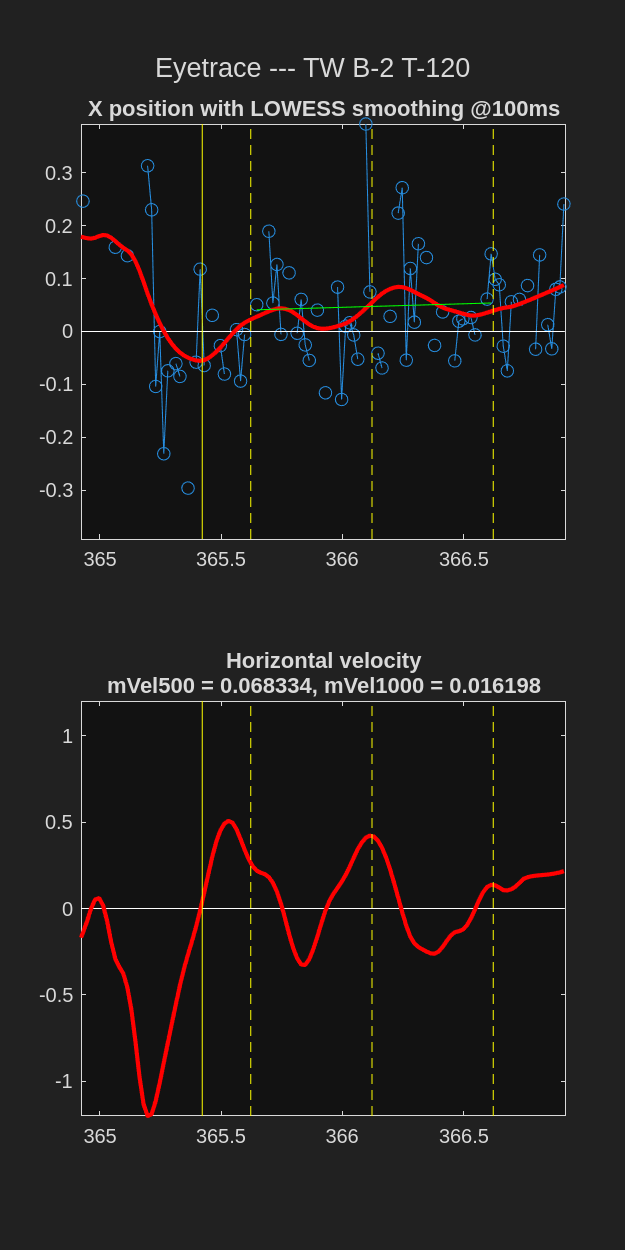 Eyetrace --- TW B-2 T-120
X position with LOWESS smoothing @100ms
0.3
0.2
0.1
0
-0.1
-0.2
-0.3
365 365.5 366 366.5
Horizontal velocity
mVel500 = 0.068334, mVel1000 = 0.016198
1
0.5
0
-0.5
-1
365 365.5 366 366.5